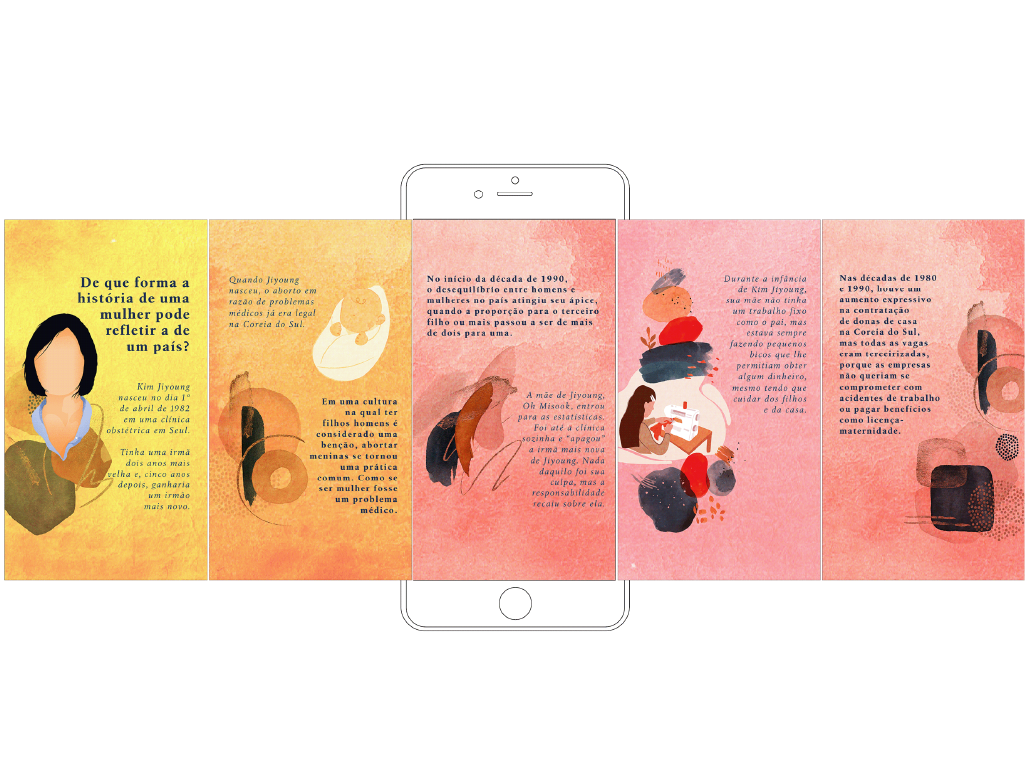 De que forma a
história de uma
mulher pode
refletir a de
um país?
Kim Jiyoung
nasceu no dia 1º
de abril de 1982
em uma clínica
obstétrica em Seul.
Tinha uma irmã
dois anos mais
velha e, cinco anos
depois, ganharia
um irmão
mais novo.
Quando Jiyoung
nasceu, o aborto em
razão de problemas
médicos já era legal
na Coreia do Sul.
Em uma cultura
na qual ter
filhos homens é
considerado uma
benção, abortar
meninas se tornou
uma prática
comum. Como se
ser mulher fosse
um problema
médico.
No início da década de 1990,
o desequilíbrio entre homens e
mulheres no país atingiu seu ápice,
quando a proporção para o terceiro
filho ou mais passou a ser de mais
de dois para uma.
A mãe de Jiyoung,
Oh Misook, entrou
para as estatísticas.
Foi até a clínica
sozinha e "apagou"
a irmã mais nova
de Jiyoung. Nada
daquilo foi sua
culpa, mas a
responsabilidade
recaiu sobre ela.
Durante a infância
de Kim Jiyoung,
sua mãe não tinha
um trabalho fixo
como o pai, mas
estava sempre
fazendo pequenos
bicos que lhe
permitiam obter
algum dinheiro,
mesmo tendo que
cuidar dos filhos
e da casa.
Nas décadas de 1980
e 1990, houve um
aumento expressivo
na contratação
de donas de casa
na Coreia do Sul,
mas todas as vagas
eram terceirizadas,
porque as empresas
não queriam se
comprometer com
acidentes de trabalho
ou pagar benefícios
como licença-
maternidade.